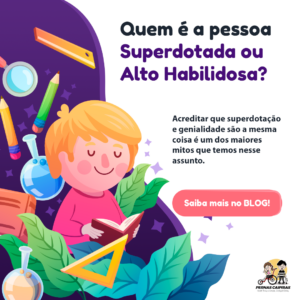 Quem é a pessoa
Superdotada ou
Alto Habilidosa?
Acreditar que superdotação
e genialidade são a mesma
coisa é um dos maiores
mitos que temos nesse
assunto.
Saiba mais no BLOG!